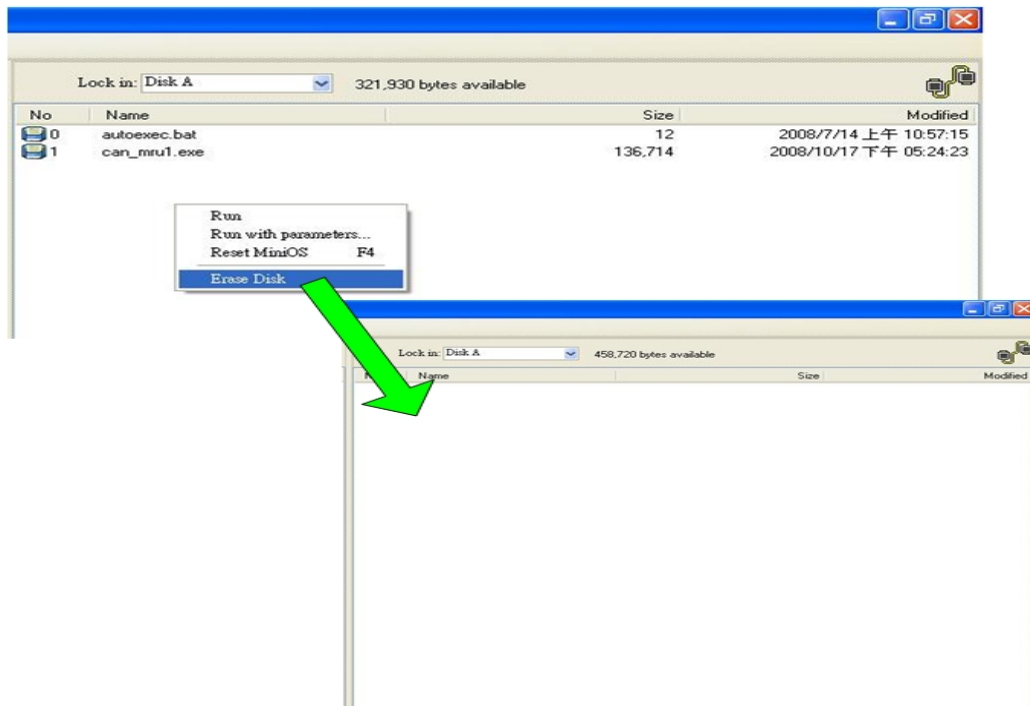 Lock in: Disk A 321,930 bytes available
No Name Size Modified
0 autoexec.bat 12 2008/7/14 上午 10:57:15
1 can_mru1.exe 136,714 2008/10/17 下午 05:24:23
Run
Run with parameters...
Reset MiniOS F4
Erase Disk
Lock in: Disk A 458,720 bytes available
Name Size Modified